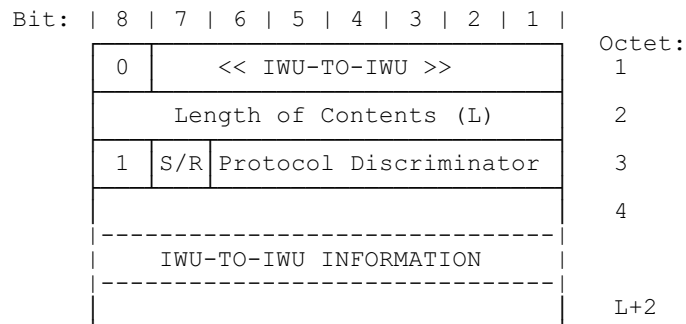 Bit: | 8 | 7 | 6 | 5 | 4 | 3 | 2 | 1 |
Octet:
0 << IWU-TO-IWU >> 1
Length of Contents (L) 2
1 S/R Protocol Discriminator 3
4
IWU-TO-IWU INFORMATION
L+2